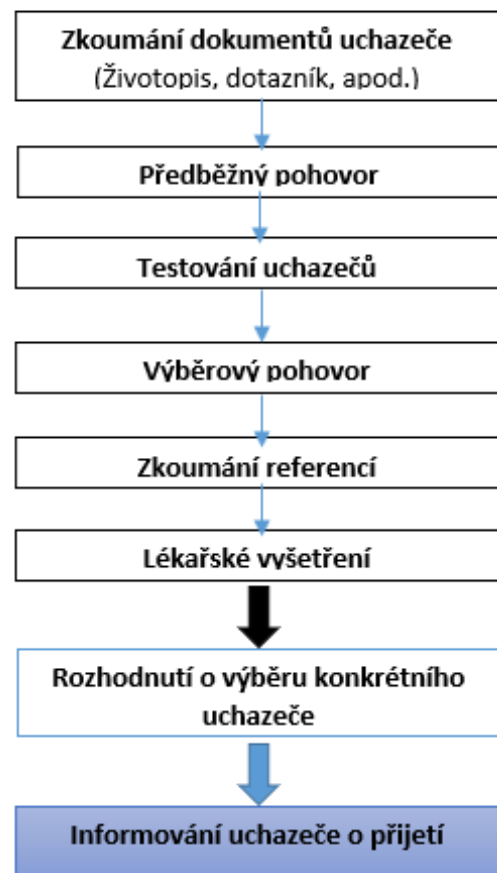 Zkoumání dokumentů uchazeče
(Životopis, dotazník, apod.)
Předběžný pohovor
Testování uchazečů
Výběrový pohovor
Zkoumání referencí
Lékařské vyšetření
Rozhodnutí o výběru konkrétního
uchazeče
Informování uchazeče o přijetí